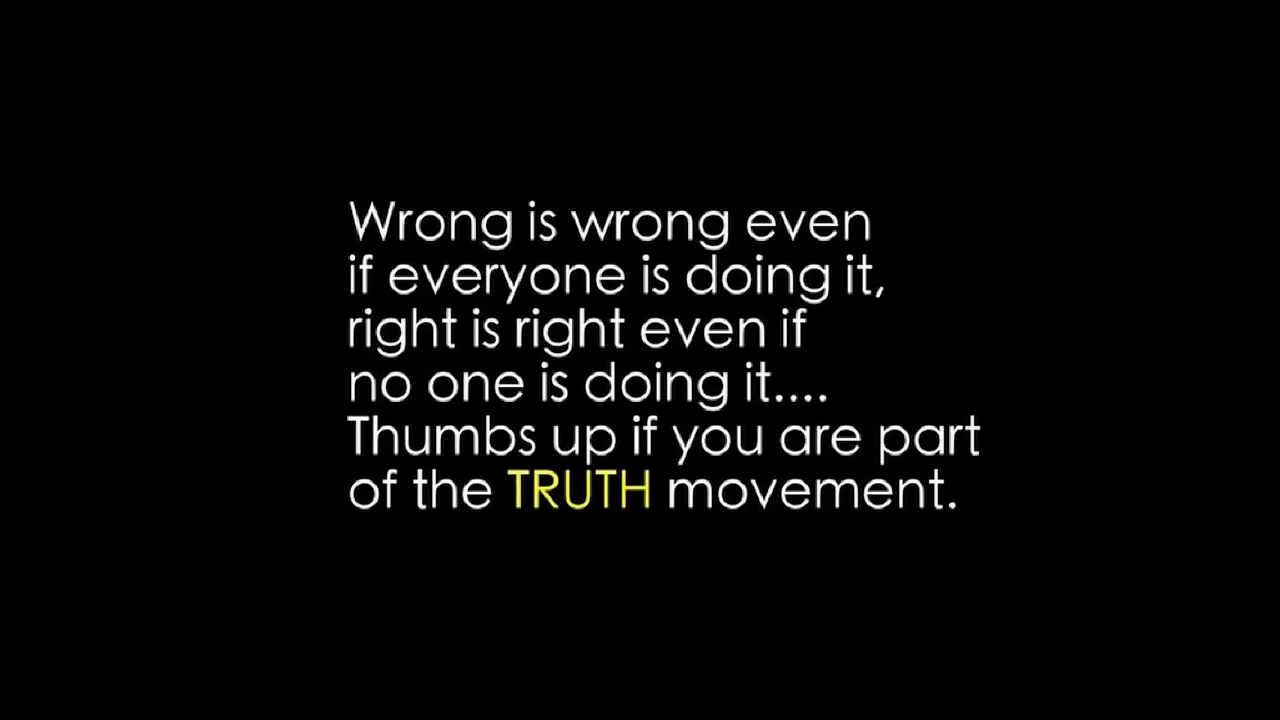 Wrong is wrong even
if everyone is doing it,
right is right even if
no one is doing it....
Thumbs up if you are part
of the TRUTH movement.